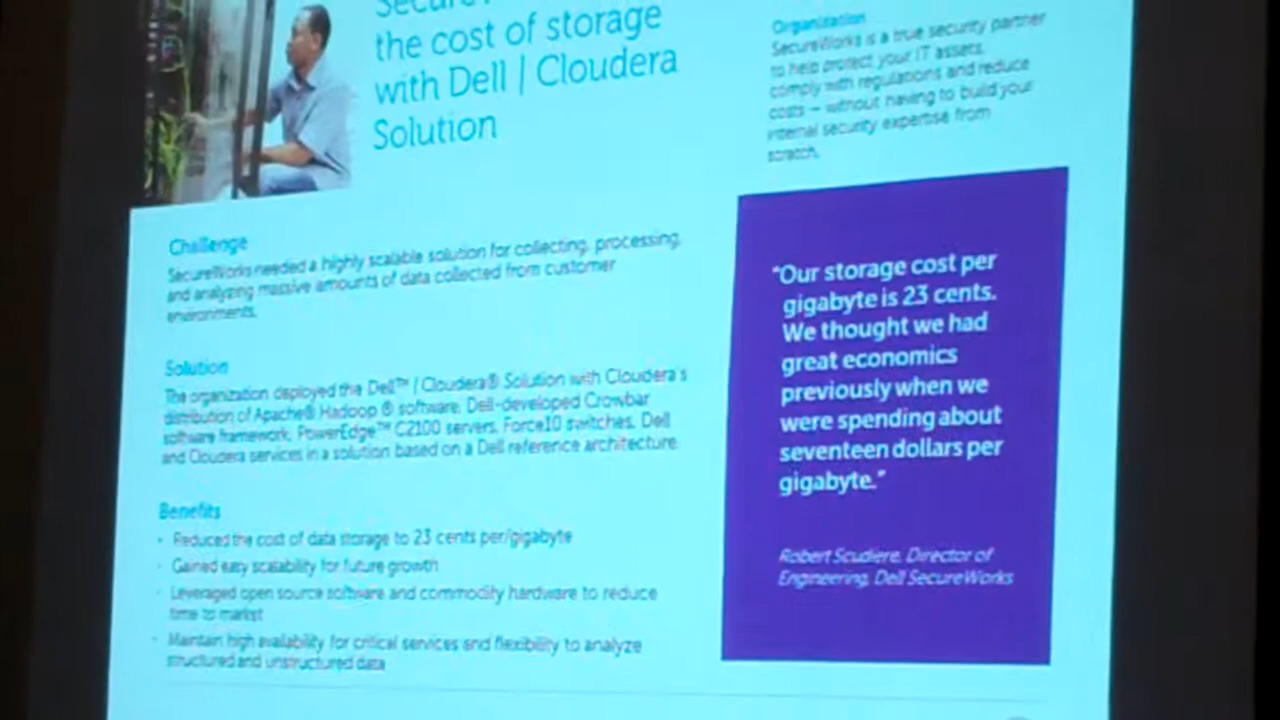 the cost of storage
with Dell | Cloudera
Solution
Organization
SecureWorks is a true security partner
to help protect your IT assets,
comply with regulations and reduce
costs — without having to build your
internal security expertise from
scratch.
Challenge
SecureWorks needed a highly scalable solution for collecting, processing,
and analyzing massive amounts of data collected from customer
environments.
Solution
The organization deployed the Dell™ | Cloudera® Solution with Cloudera's
distribution of Apache® Hadoop ® software, Dell-developed Crowbar
software framework, PowerEdge™ C2100 servers, Force10 switches, Dell
and Cloudera services in a solution based on a Dell reference architecture.
Benefits
• Reduced the cost of data storage to 23 cents per/gigabyte
• Gained easy scalability for future growth
• Leveraged open source software and commodity hardware to reduce
time to market
• Maintain high availability for critical services and flexibility to analyze
structured and unstructured data
“Our storage cost per
gigabyte is 23 cents.
We thought we had
great economics
previously when we
were spending about
seventeen dollars per
gigabyte.”
Robert Scudiere, Director of
Engineering, Dell SecureWorks